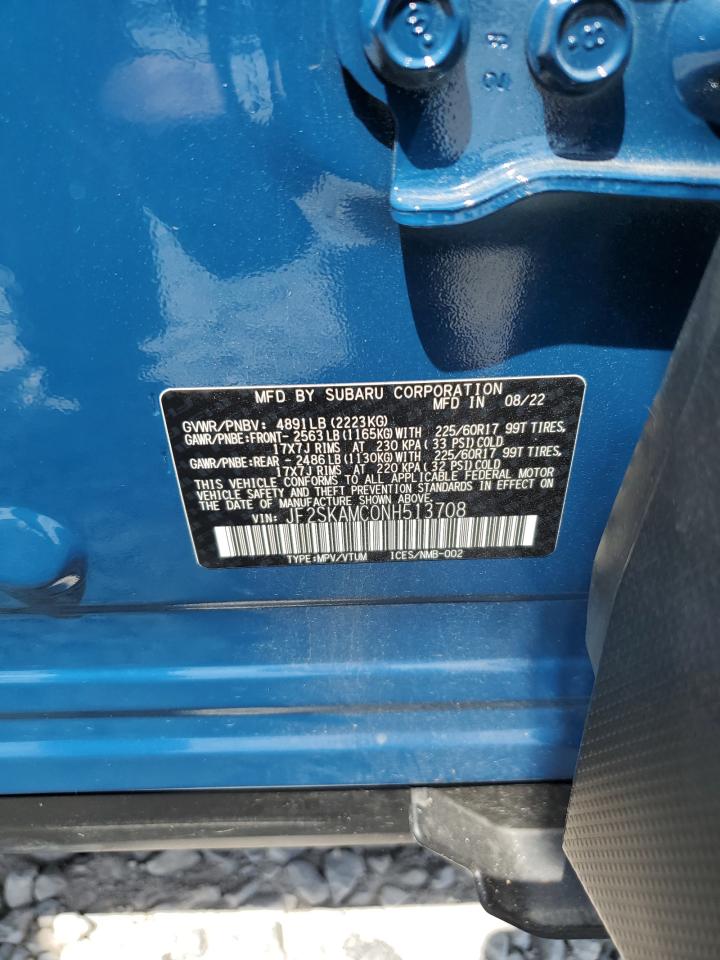 MFD BY SUBARU CORPORATION MFD IN 08/22
GVWR/PNBV: 4891LB (2223KG)
GAWR/PNBE:FRONT- 2563LB(1165KG)WITH 225/60R17 99T TIRES,
17X7J RIMS AT 230 KPA( 33 PSI)COLD
GAWR/PNBE:REAR - 2486LB(1130KG)WITH 225/60R17 99T TIRES,
17X7J RIMS AT 220 KPA( 32 PSI)COLD
THIS VEHICLE CONFORMS TO ALL APPLICABLE FEDERAL MOTOR
VEHICLE SAFETY AND THEFT PREVENTION STANDARDS IN EFFECT ON
DATE OF MANUFACTURE SHOWN ABOVE.
VIN: JF2SKAMC0NH513708
TYPE:MPV/VTUM ICES/NMB-002